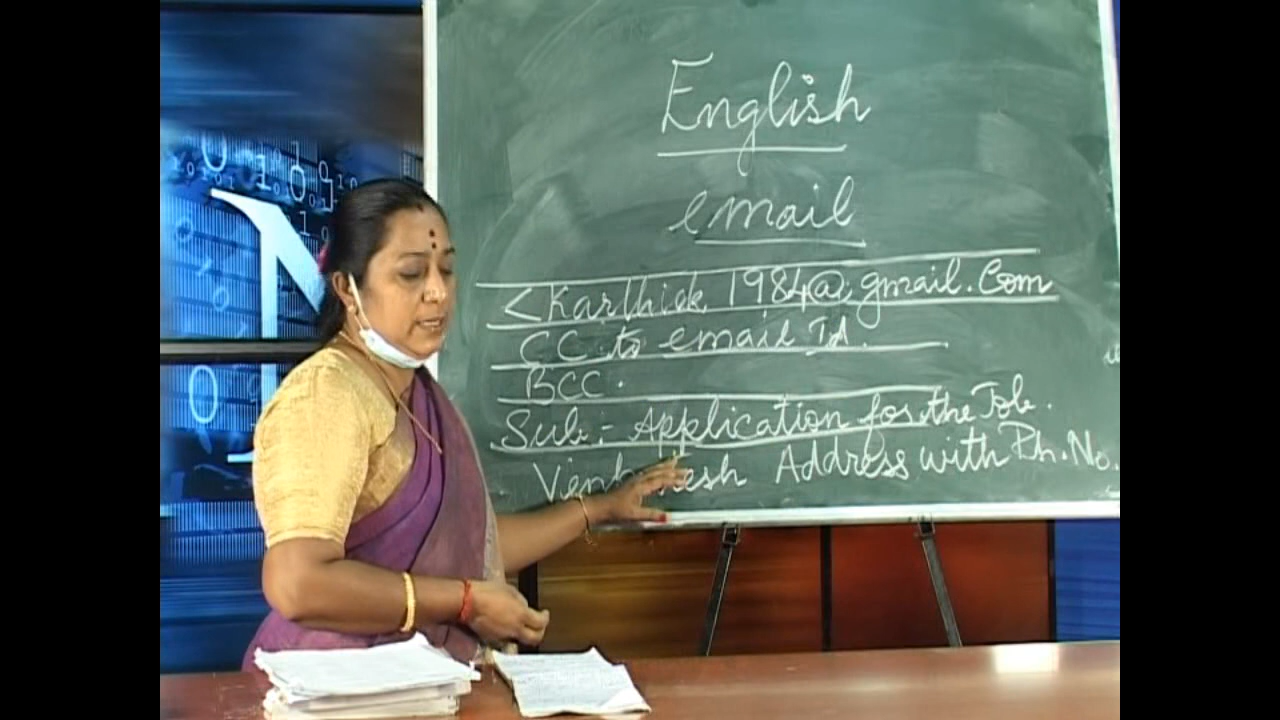 English
email
<Karthick 1984@gmail.Com
CC to email Id.
BCC.
Sub:- Application for the Job.
Address with Ph. No.